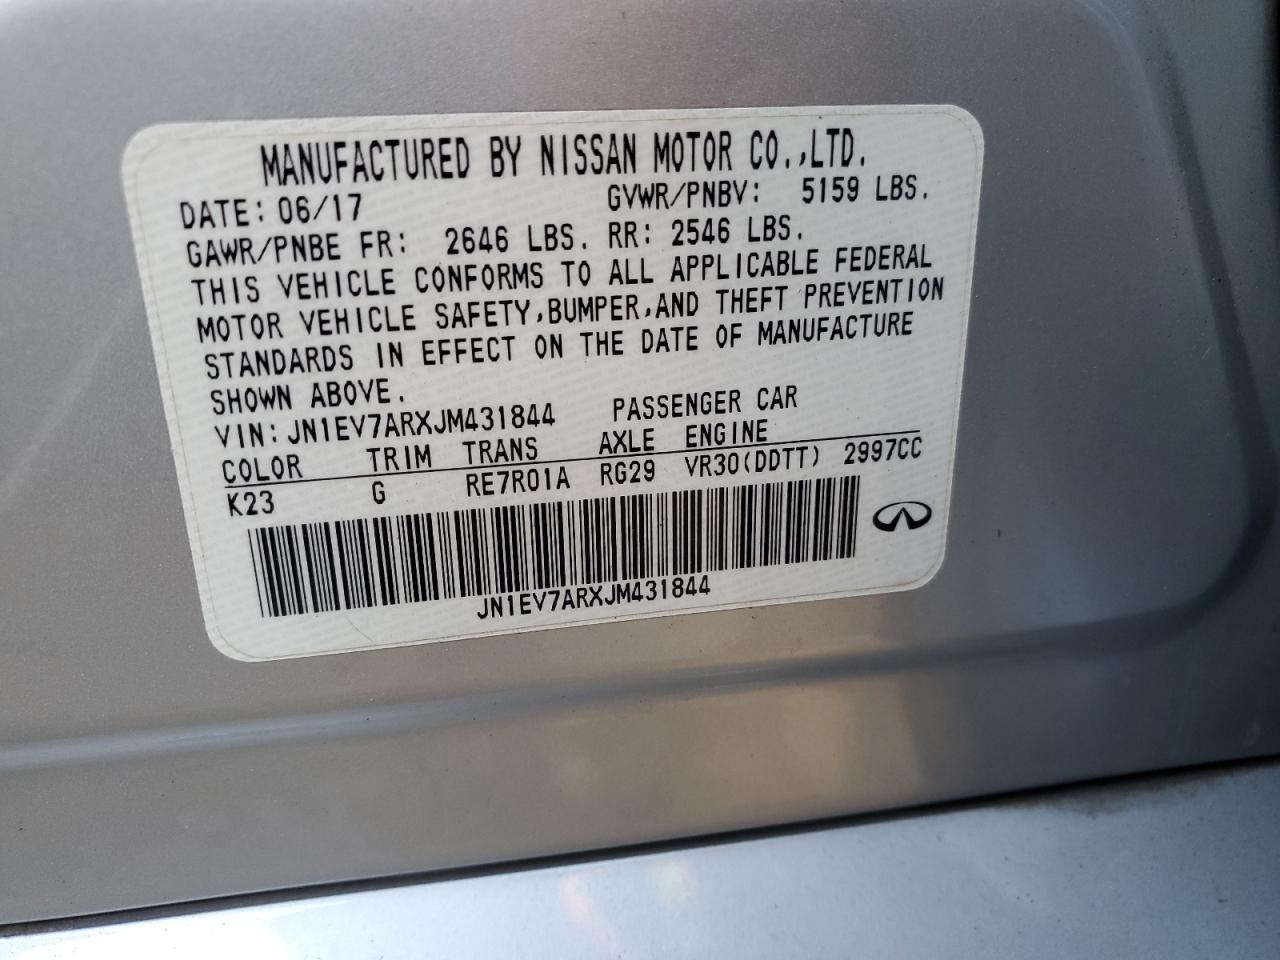 MANUFACTURED BY NISSAN MOTOR CO.,LTD.
DATE: 06/17 GVWR/PNBV: 5159 LBS.
GAWR/PNBE FR: 2646 LBS. RR: 2546 LBS.
THIS VEHICLE CONFORMS TO ALL APPLICABLE FEDERAL
MOTOR VEHICLE SAFETY,BUMPER,AND THEFT PREVENTION
STANDARDS IN EFFECT ON THE DATE OF MANUFACTURE
SHOWN ABOVE.
VIN:JN1EV7ARXJM431844 PASSENGER CAR
COLOR TRIM TRANS AXLE ENGINE
K23 G RE7R01A RG29 VR30(DDTT) 2997CC
JN1EV7ARXJM431844